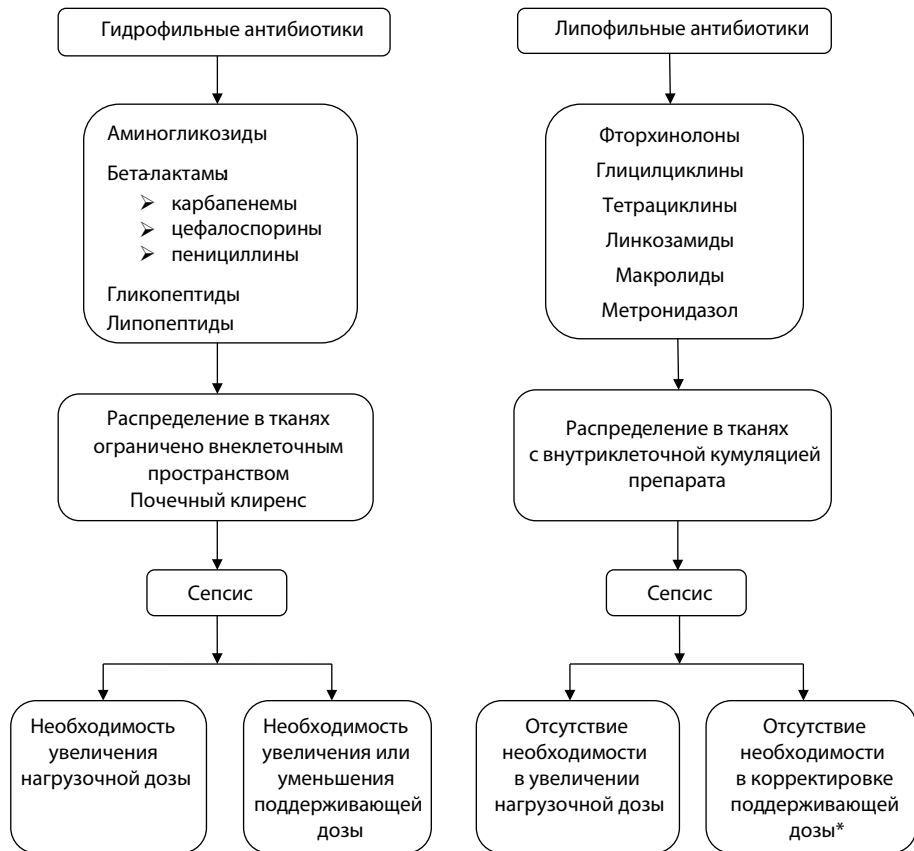 Гидрофильные антибиотики
Аминогликозиды
Бета-лактамы:
➢ карбапенемы
➢ цефалоспорины
➢ пенициллины
Гликопептиды
Липопептиды
Распределение в тканях
ограничено внеклеточным
пространством
Почечный клиренс
Сепсис
Необходимость
увеличения
нагрузочной дозы
Необходимость
увеличения или
уменьшения
поддерживающей
дозы
Липофильные антибиотики
Фторхинолоны
Глицилциклины
Тетрациклины
Линкозамиды
Макролиды
Метронидазол
Распределение в тканях
с внутриклеточной кумуляцией
препарата
Сепсис
Отсутствие
необходимости
в увеличении
нагрузочной дозы
Отсутствие
необходимости
в корректировке
поддерживающей
дозы*